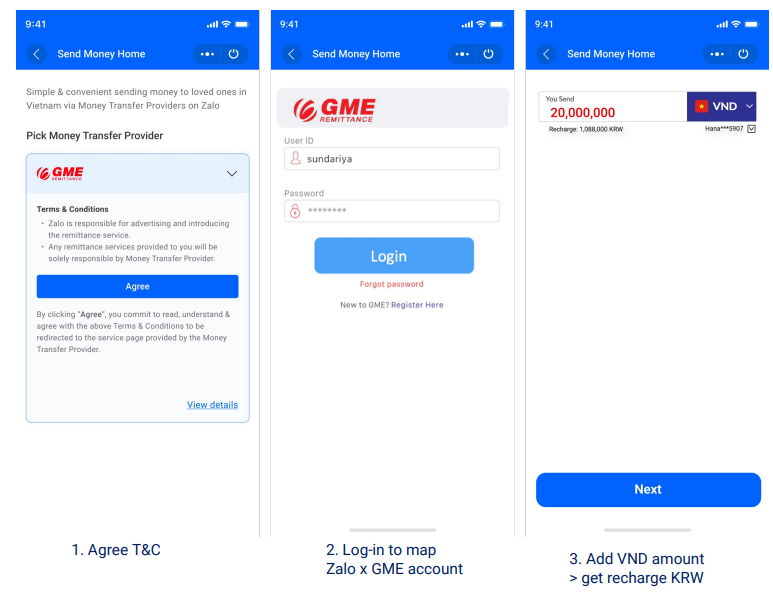 9:41
Send Money Home
Simple & convenient sending money to loved ones in
Vietnam via Money Transfer Providers on Zalo
Pick Money Transfer Provider
GME
REMITTANCE
Terms & Conditions
• Zalo is responsible for advertising and introducing
the remittance service.
• Any remittance services provided to you will be
solely responsible by Money Transfer Provider.
Agree
By clicking "Agree", you commit to read, understand &
agree with the above Terms & Conditions to be
redirected to the service page provided by the Money
Transfer Provider.
View details
1. Agree T&C
9:41
Send Money Home
GME
REMITTANCE
User ID
sundariya
Password
********
Login
Forgot password
New to GME? Register Here
2. Log-in to map
Zalo x GME account
9:41
Send Money Home
You Send
20,000,000
VND
Recharge: 1,088,000 KRW
Hana***5907
Next
3. Add VND amount
> get recharge KRW